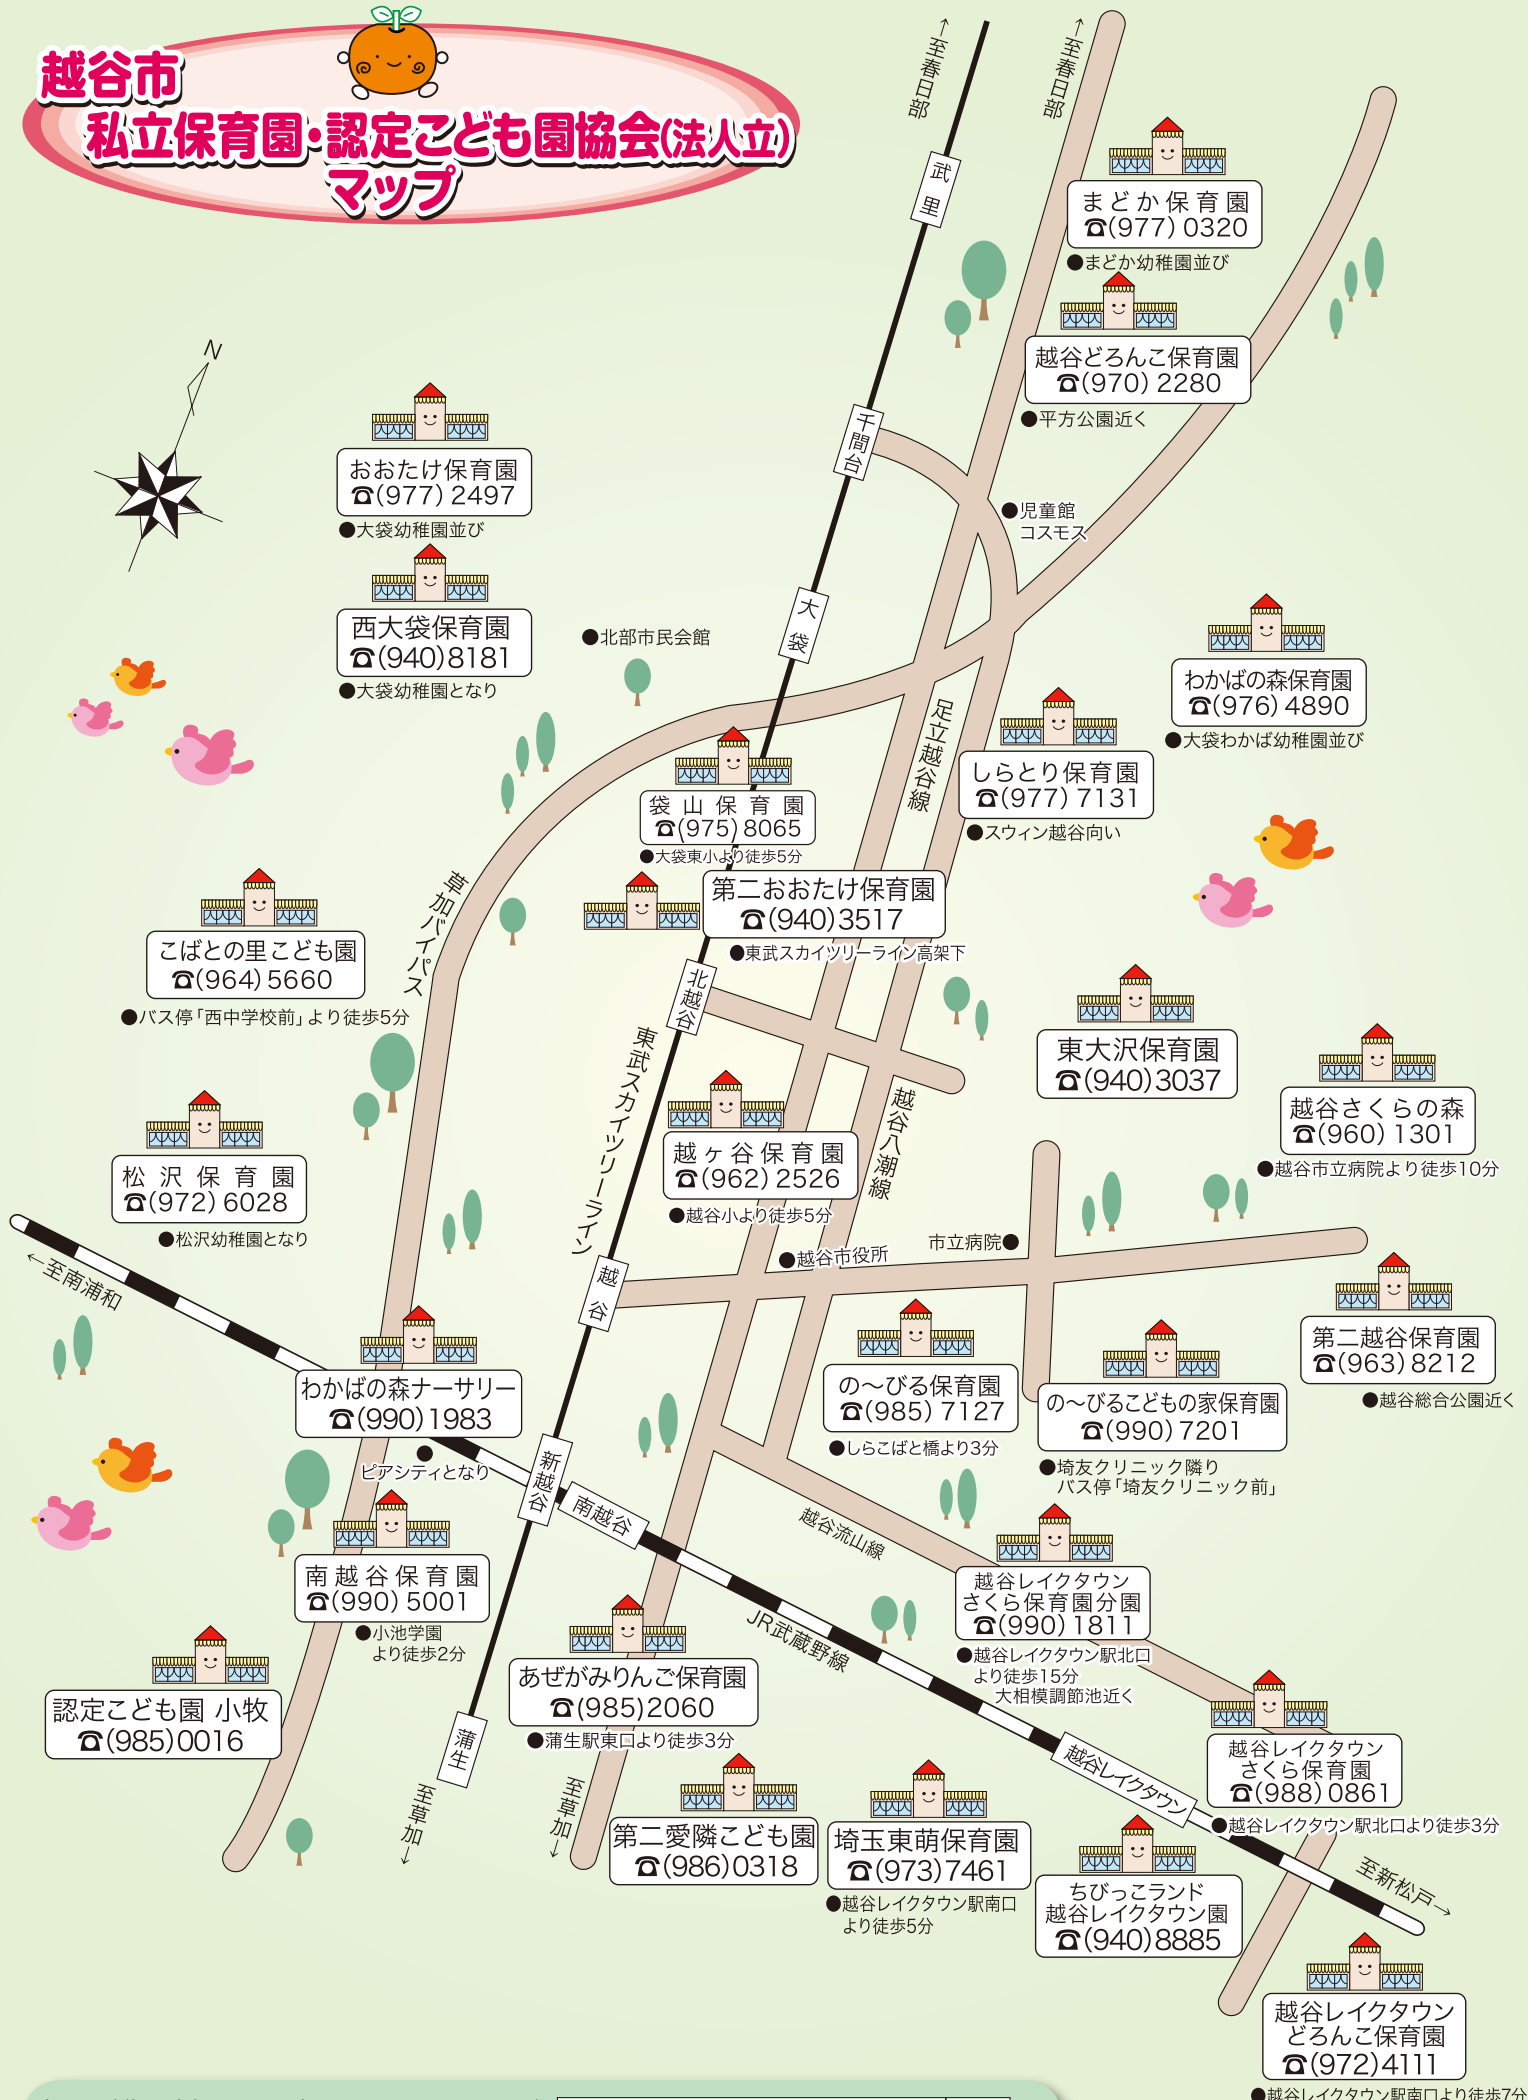 越谷市
私立保育園・認定こども園協会(法人立)
マップ
←至春日部
←至春日部
武里
まどか保育園
☎(977)0320
●まどか幼稚園並び
越谷どろんこ保育園
☎(970)2280
●平方公園近く
N
千間台
おおたけ保育園
☎(977)2497
●大袋幼稚園並び
●児童館
コスモス
西大袋保育園
☎(940)8181
●大袋幼稚園となり
大袋
●北部市民会館
わかばの森保育園
☎(976)4890
●大袋わかば幼稚園並び
足立越谷線
しらとり保育園
☎(977)7131
●スウィン越谷向い
袋山保育園
☎(975)8065
●大袋東小より徒歩5分
第二おおたけ保育園
☎(940)3517
●東武スカイツリーライン高架下
草加バイパス
こばとの里こども園
☎(964)5660
●バス停「西中学校前」より徒歩5分
北越谷
東武スカイツリーライン
東大沢保育園
☎(940)3037
越谷さくらの森
☎(960)1301
●越谷市立病院より徒歩10分
越ヶ谷保育園
☎(962)2526
●越谷小より徒歩5分
越谷八潮線
松沢保育園
☎(972)6028
●松沢幼稚園となり
←至南浦和
●越谷市役所
市立病院●
越谷
第二越谷保育園
☎(963)8212
●越谷総合公園近く
わかばの森ナーサリー
☎(990)1983
●
ピアシティとなり
の〜びる保育園
☎(985)7127
●しらこばと橋より3分
の〜びるこどもの家保育園
☎(990)7201
●埼友クリニック隣り
バス停「埼友クリニック前」
新越谷
南越谷
越谷流山線
南越谷保育園
☎(990)5001
●小池学園
より徒歩2分
越谷レイクタウン
さくら保育園分園
☎(990)1811
●越谷レイクタウン駅北口
より徒歩15分
大相模調節池近く
JR武蔵野線
あぜがみりんご保育園
☎(985)2060
●蒲生駅東口より徒歩3分
認定こども園 小牧
☎(985)0016
蒲生
至草加→
至草加→
越谷レイクタウン
越谷レイクタウン
さくら保育園
☎(988)0861
●越谷レイクタウン駅北口より徒歩3分
第二愛隣こども園
☎(986)0318
埼玉東萌保育園
☎(973)7461
●越谷レイクタウン駅南口
より徒歩5分
ちびっこランド
越谷レイクタウン園
☎(940)8885
至新松戸→
越谷レイクタウン
どろんこ保育園
☎(972)4111
●越谷レイクタウン駅南口より徒歩7分